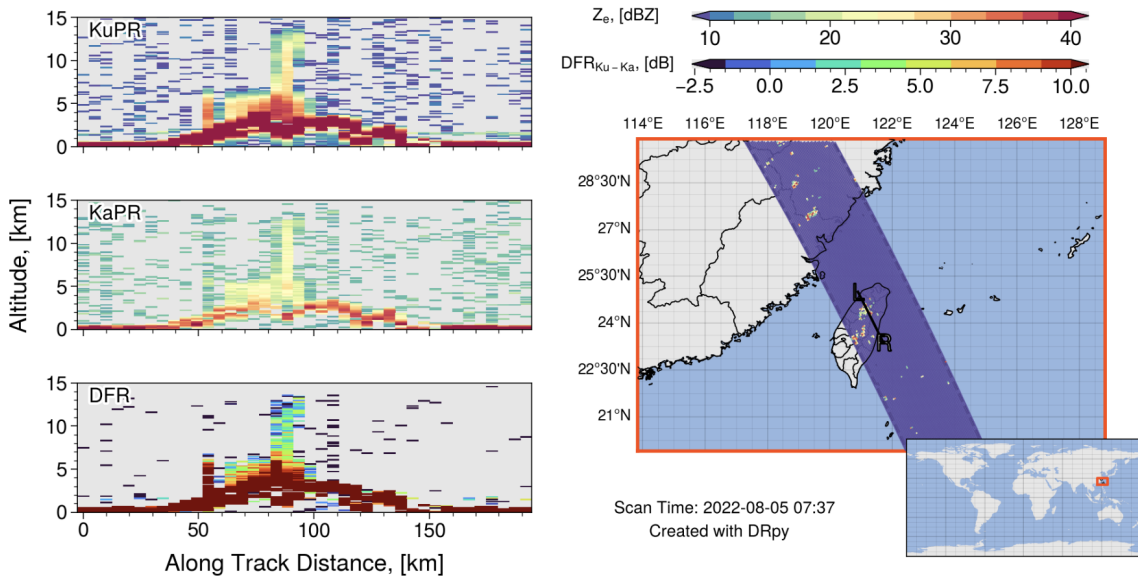 KuPR
15
10
5
0
KaPR
15
10
5
0
DFR
15
10
5
0
0
50
100
150
Altitude, [km]
Along Track Distance, [km]
Z_e, [dBZ]
10
20
30
40
DFR_Ku−Ka, [dB]
−2.5
0.0
2.5
5.0
7.5
10.0
114°E
116°E
118°E
120°E
122°E
124°E
126°E
128°E
28°30′N
27°N
25°30′N
24°N
22°30′N
21°N
Scan Time: 2022-08-05 07:37
Created with DRpy